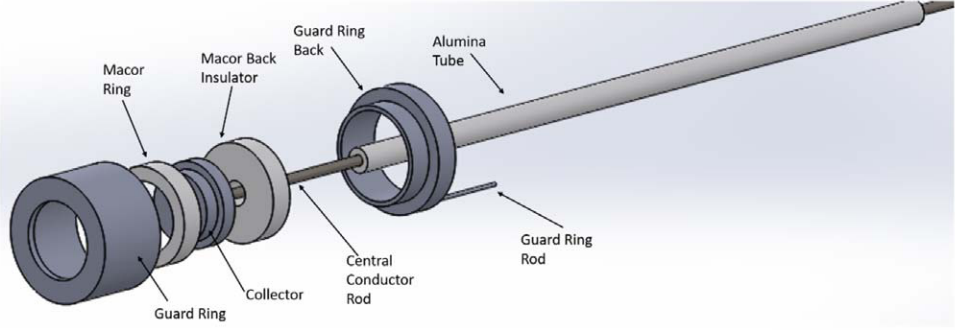 Guard Ring
Back
Alumina
Tube
Macor Back
Insulator
Macor
Ring
Guard Ring
Rod
Central
Conductor
Rod
Collector
Guard Ring